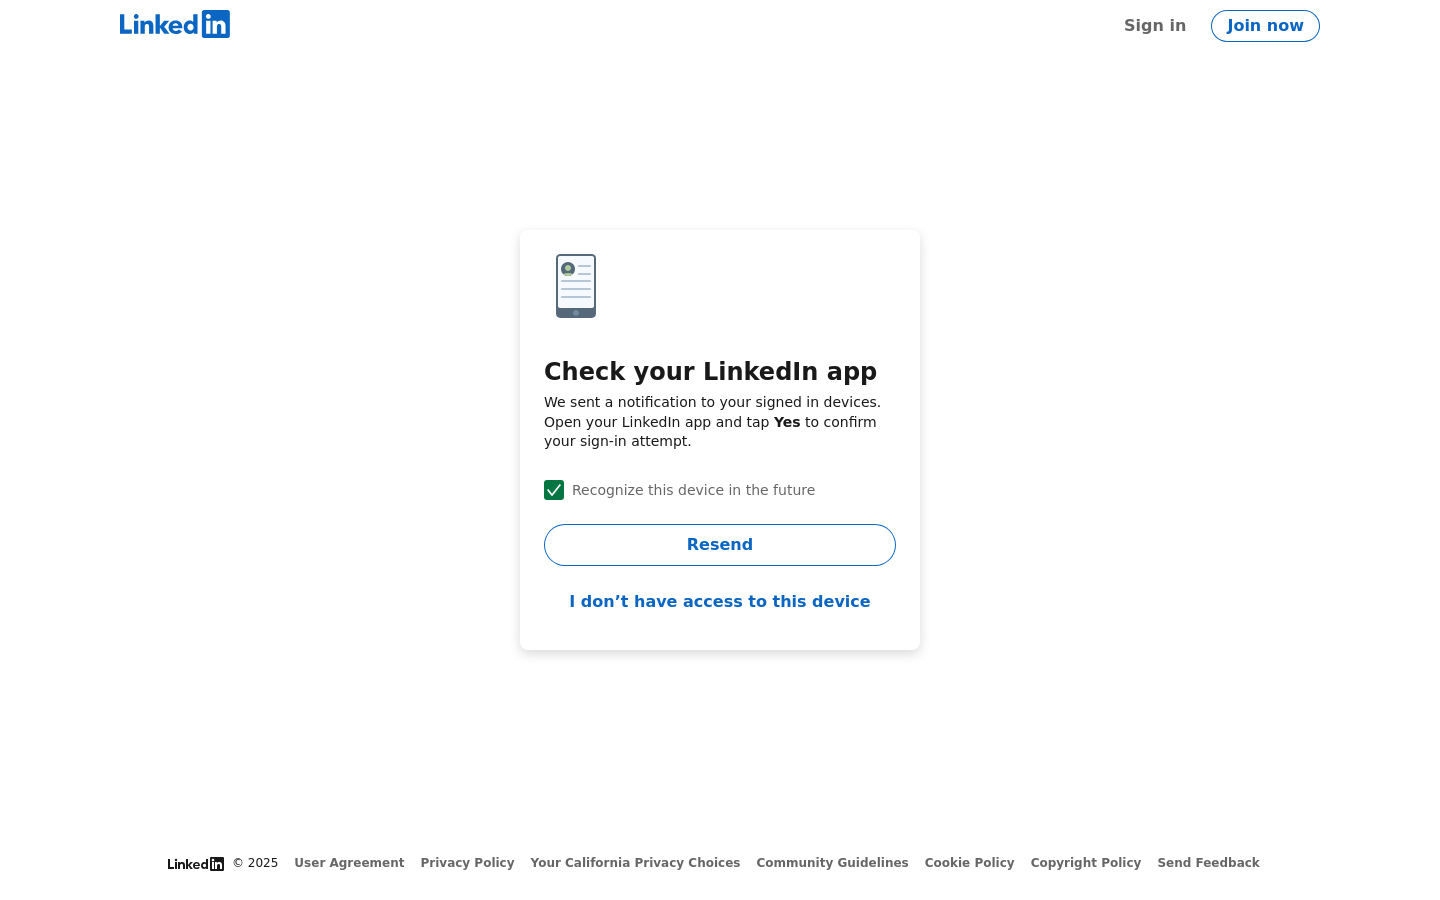 LinkedIn
Sign in
Join now
Check your LinkedIn app
We sent a notification to your signed in devices.
Open your LinkedIn app and tap Yes to confirm
your sign-in attempt.
Recognize this device in the future
Resend
I don’t have access to this device
LinkedIn © 2025 User Agreement Privacy Policy Your California Privacy Choices Community Guidelines Cookie Policy Copyright Policy Send Feedback